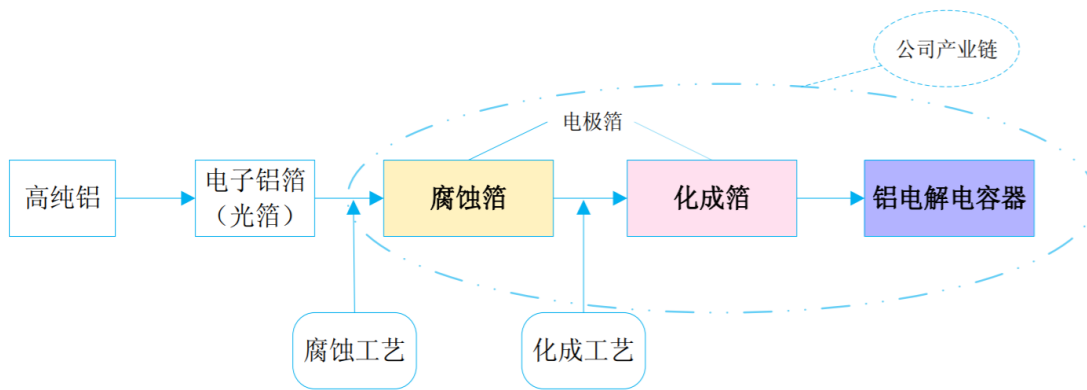 公司产业链
电极箔
高纯铝
电子铝箔
（光箔）
腐蚀箔
化成箔
铝电解电容器
腐蚀工艺
化成工艺